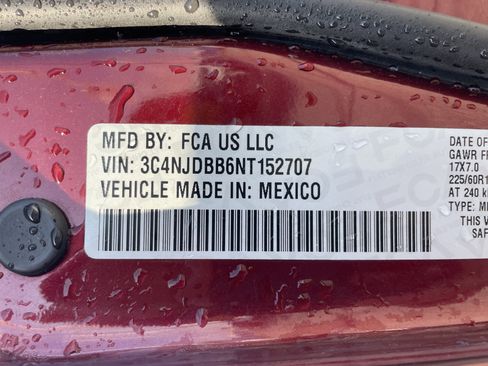 MFD BY: FCA US LLC
VIN: 3C4NJDBB6NT152707
VEHICLE MADE IN: MEXICO
DATE OF
GAWR FR
17X7.0
225/60R1
AT 240 k
TYPE: M
THIS V
SAF